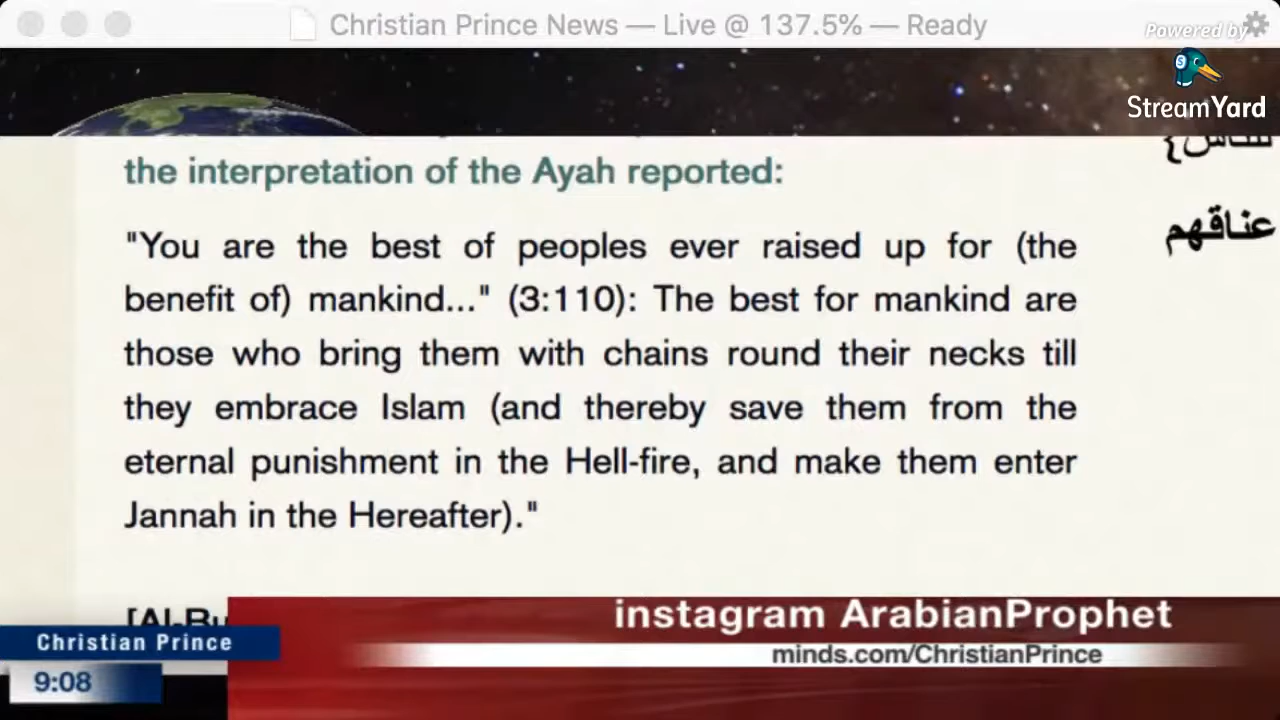 Christian Prince News — Live @ 137.5% — Ready
Powered by
StreamYard
the interpretation of the Ayah reported:
"You are the best of peoples ever raised up for (the
benefit of) mankind..." (3:110): The best for mankind are
those who bring them with chains round their necks till
they embrace Islam (and thereby save them from the
eternal punishment in the Hell-fire, and make them enter
Jannah in the Hereafter)."
عناقهم
instagram ArabianProphet
minds.com/ChristianPrince
Christian Prince
9:08